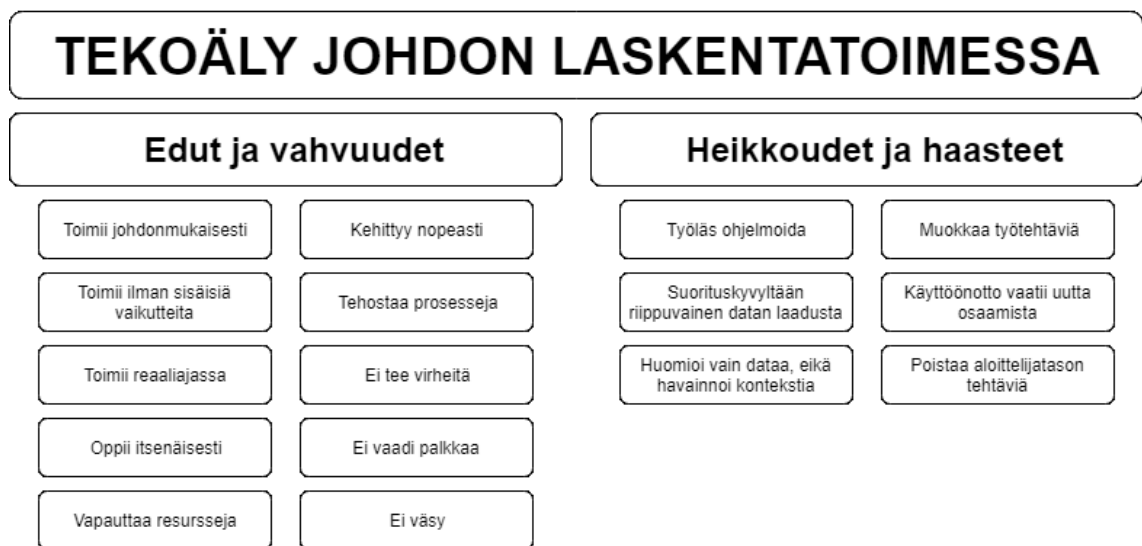 TEKOÄLY JOHDON LASKENTATOIMESSA
Edut ja vahvuudet
Toimii johdonmukaisesti
Kehittyy nopeasti
Toimii ilman sisäisiä
vaikutteita
Tehostaa prosesseja
Toimii reaaliajassa
Ei tee virheitä
Oppii itsenäisesti
Ei vaadi palkkaa
Vapauttaa resursseja
Ei väsy
Heikkoudet ja haasteet
Työläs ohjelmoida
Muokkaa työtehtäviä
Suorituskyvyltään
riippuvainen datan laadusta
Käyttöönotto vaatii uutta
osaamista
Huomioi vain dataa, eikä
havainnoi kontekstia
Poistaa aloittelijatason
tehtäviä